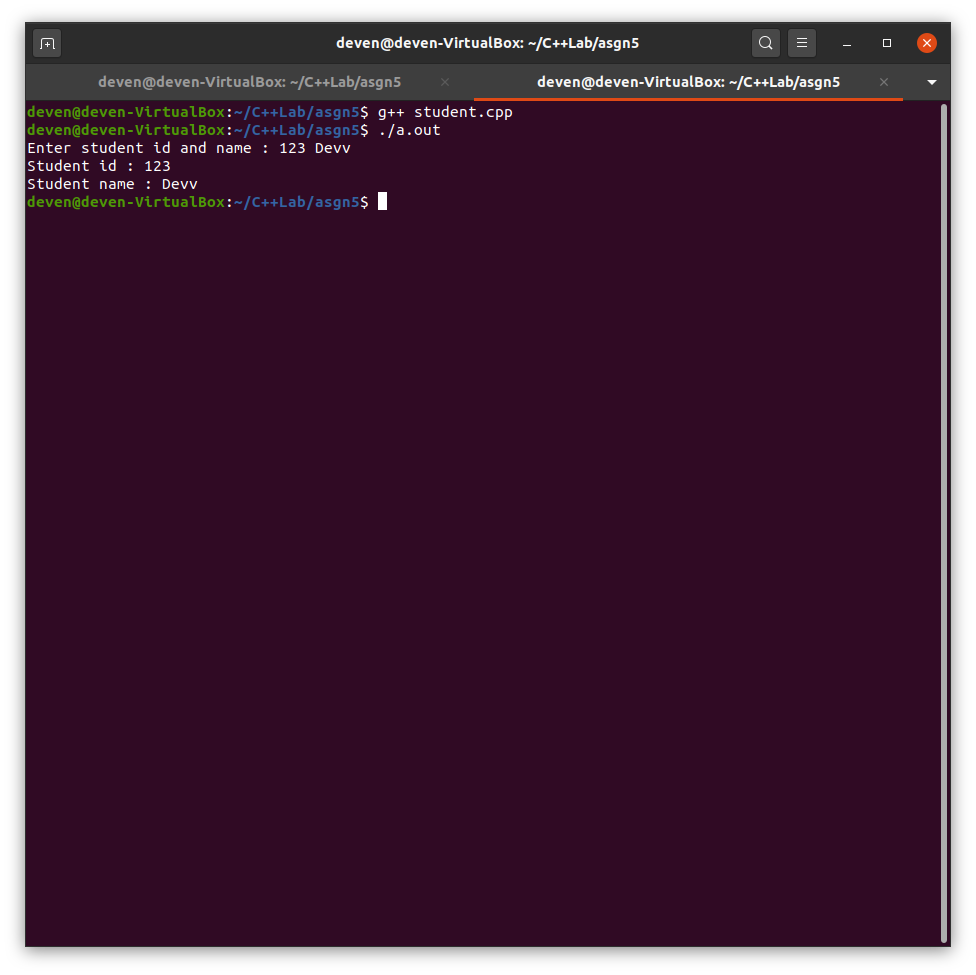 deven@deven-VirtualBox: ~/C++Lab/asgn5
deven@deven-VirtualBox: ~/C++Lab/asgn5
deven@deven-VirtualBox: ~/C++Lab/asgn5
deven@deven-VirtualBox:~/C++Lab/asgn5$ g++ student.cpp
deven@deven-VirtualBox:~/C++Lab/asgn5$ ./a.out
Enter student id and name : 123 Devv
Student id : 123
Student name : Devv
deven@deven-VirtualBox:~/C++Lab/asgn5$